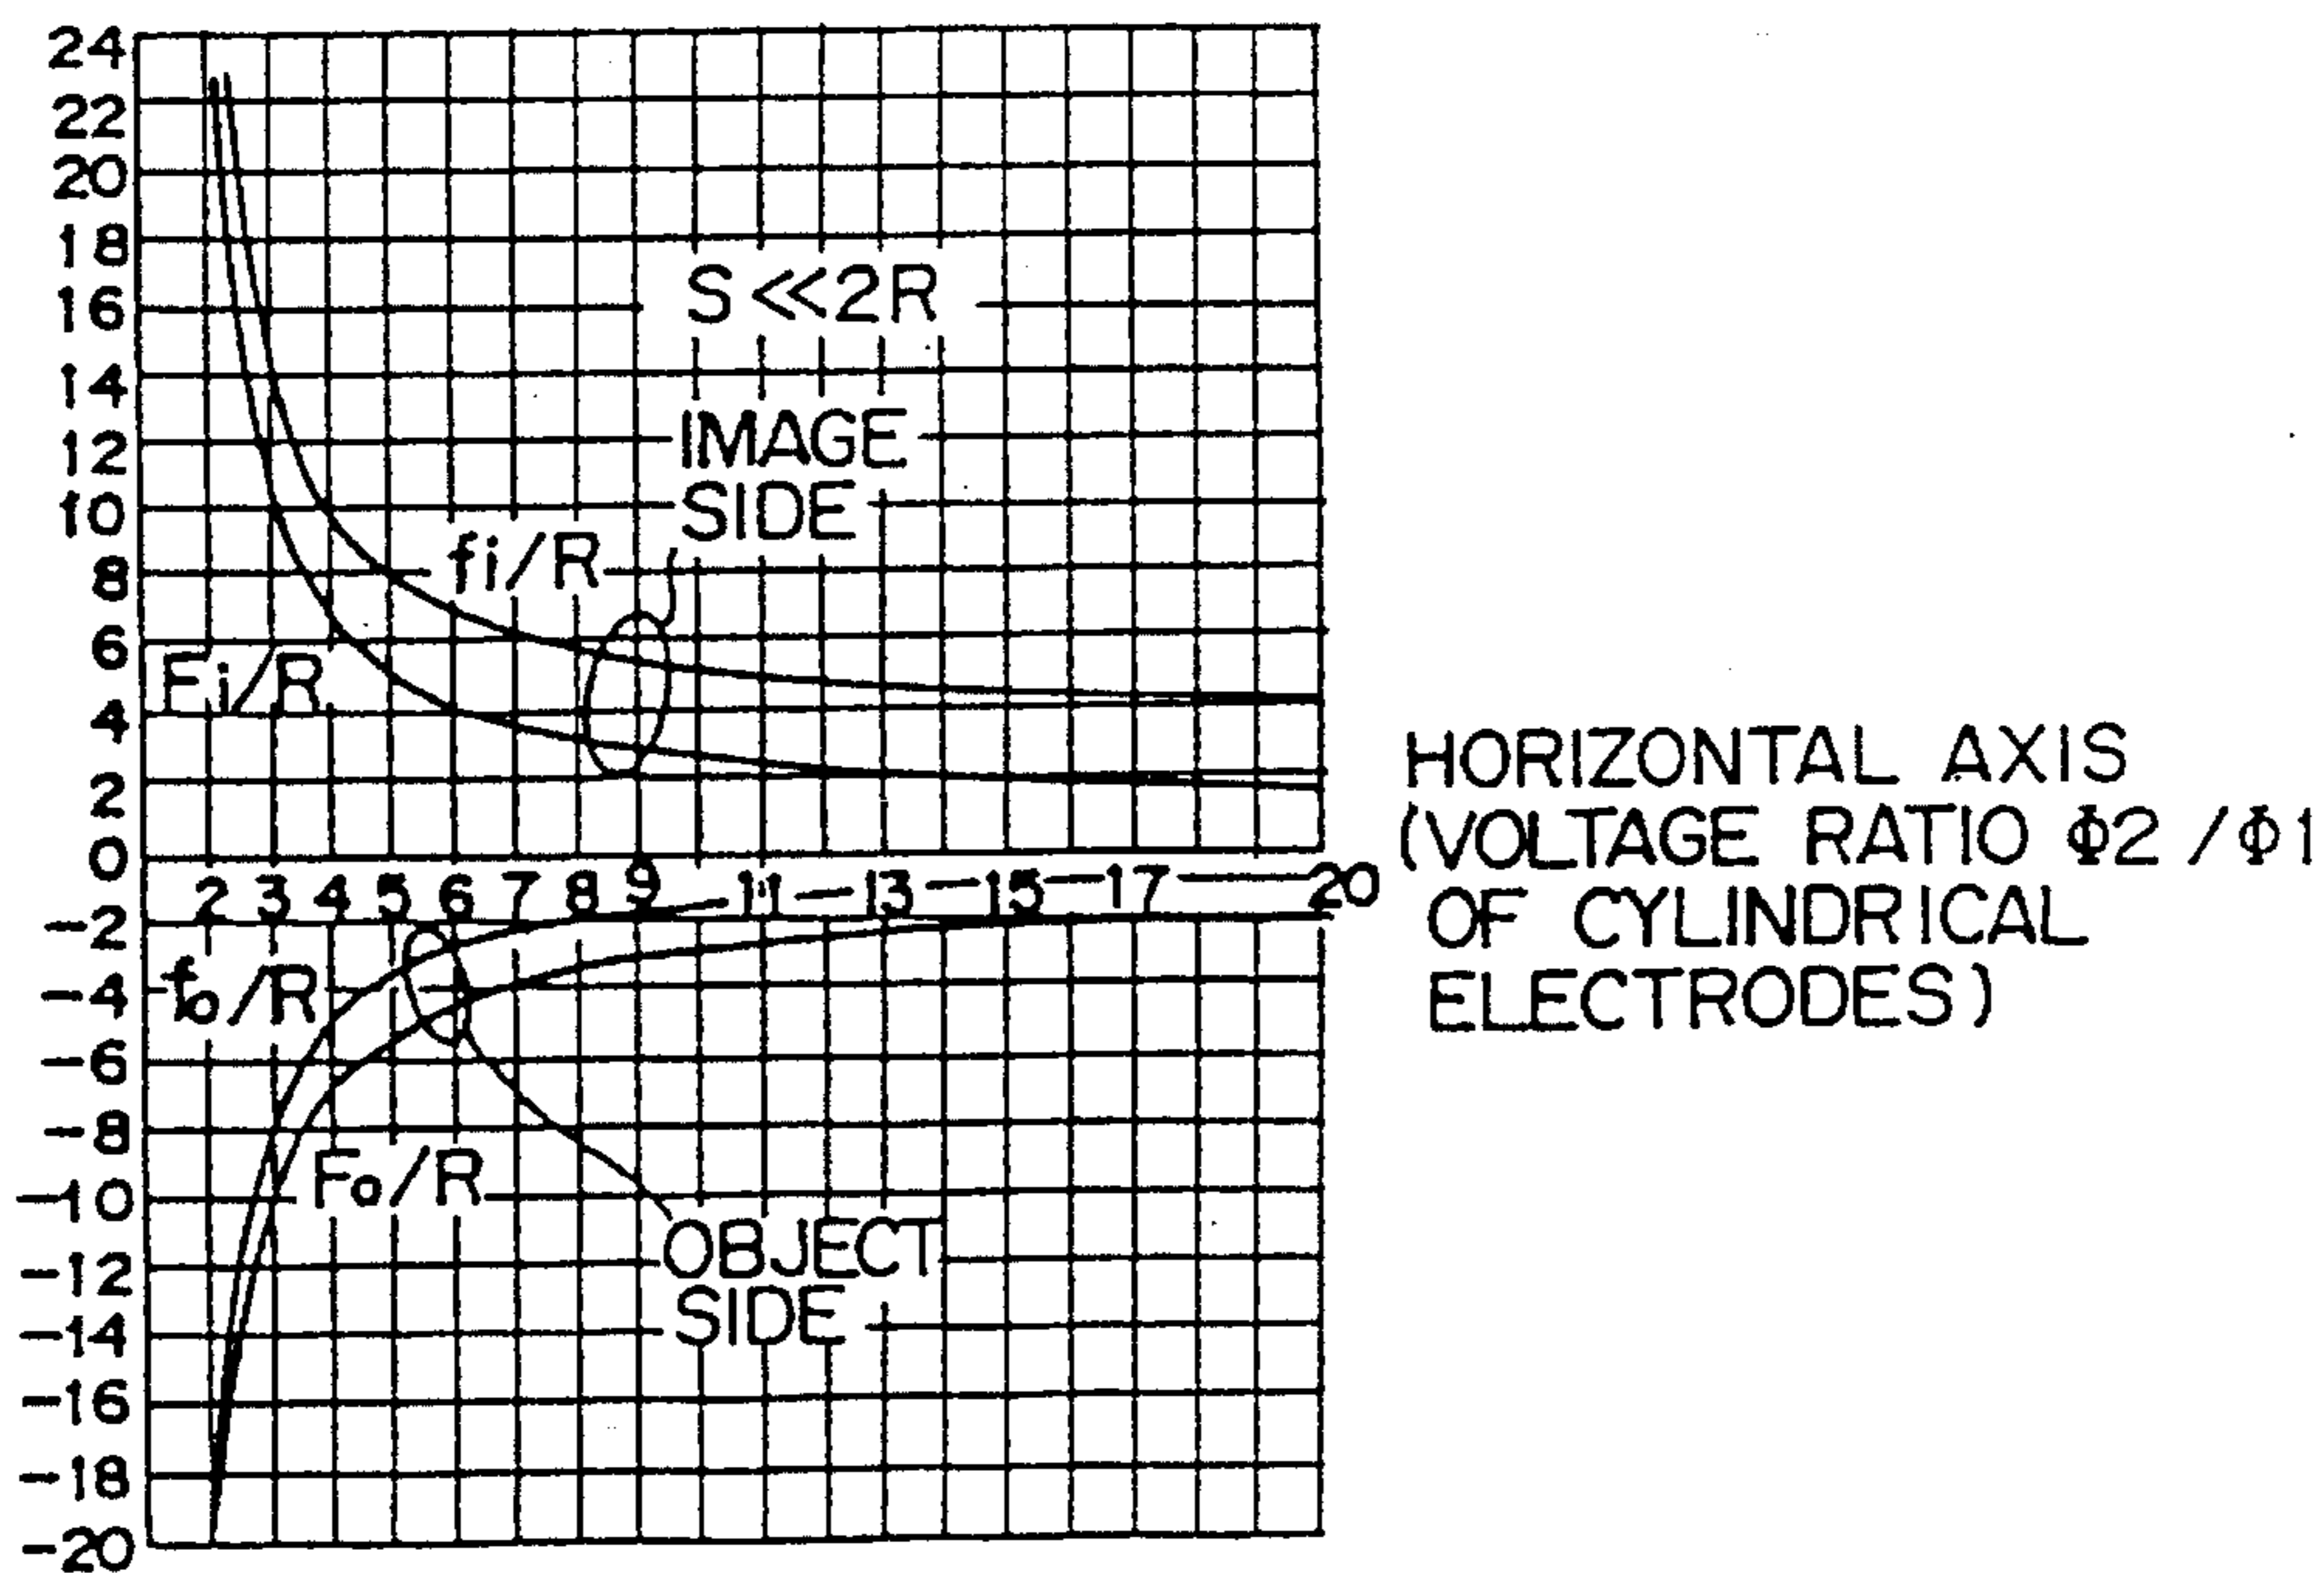 24
22
20
18
16
14
12
10
8
6
4
2
0
-2
-4
-6
-8
-10
-12
-14
-16
-18
-20
S≪2R
IMAGE
SIDE
fi/R
Fi/R
2 3 4 5 6 7 8 9 11 13 15 17 20
fo/R
Fo/R
OBJECT
SIDE
HORIZONTAL AXIS
(VOLTAGE RATIO Φ2/Φ1
OF CYLINDRICAL
ELECTRODES)